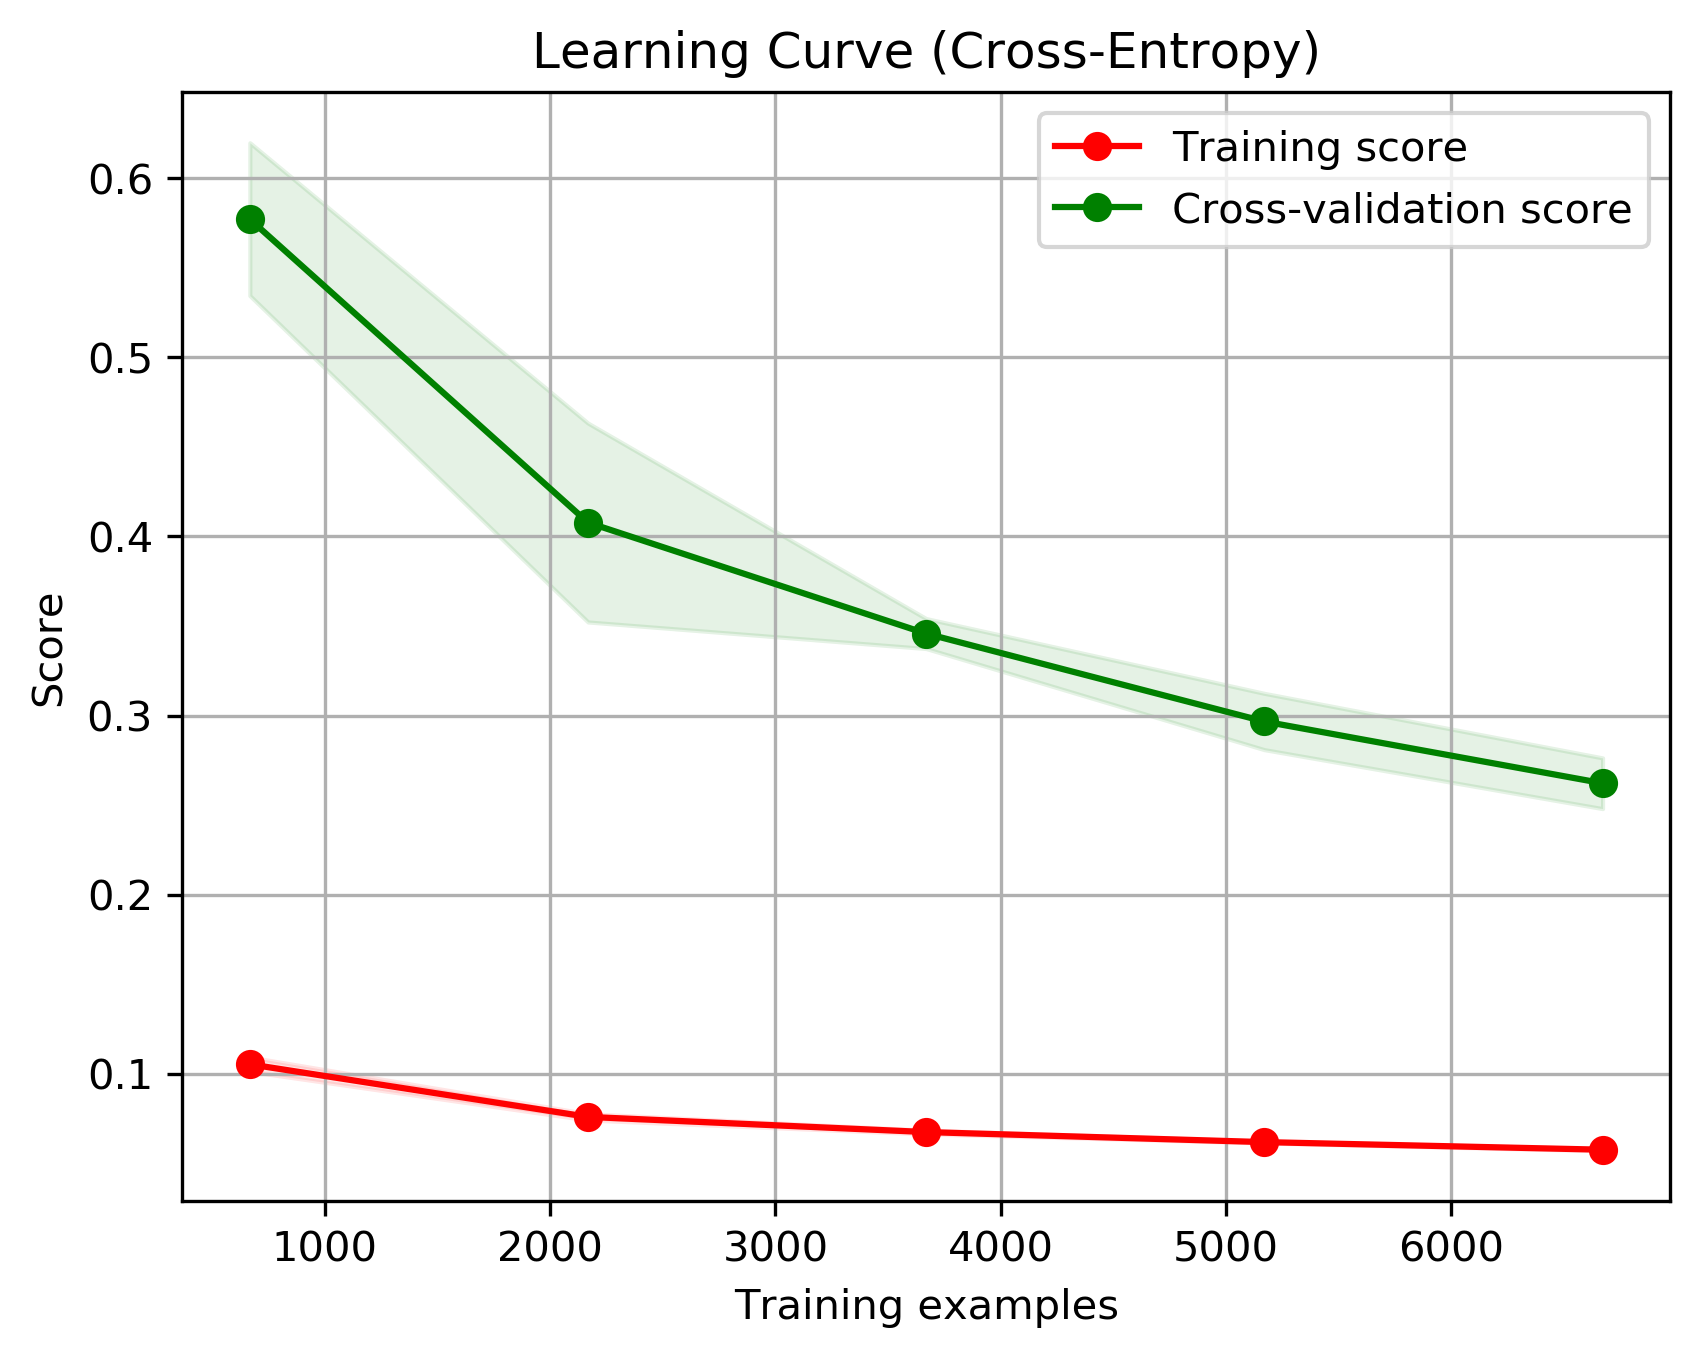 Learning Curve (Cross-Entropy)
Training score
Cross-validation score
0.6
0.5
0.4
0.3
0.2
0.1
Score
1000 2000 3000 4000 5000 6000
Training examples